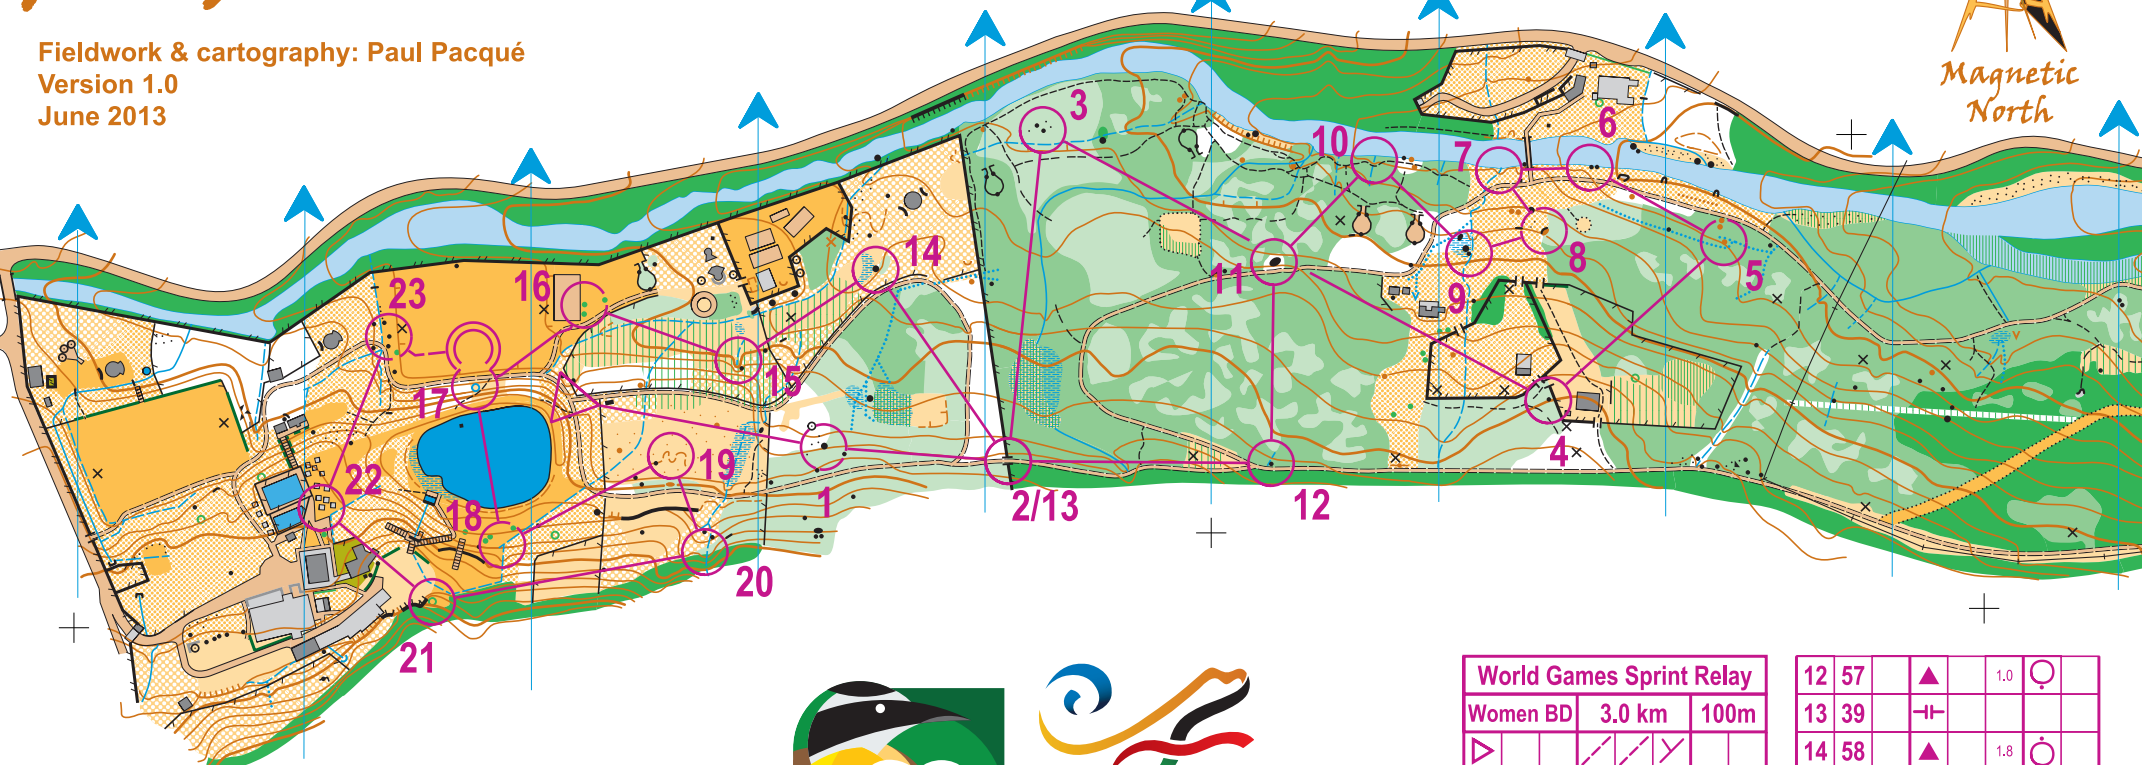 Fieldwork & cartography: Paul Pacqué
Version 1.0
June 2013
Magnetic
North
3
6
10
7
14
8
5
11
16
23
9
15
17
4
19
22
1
2/13
12
18
20
21
World Games Sprint Relay
Women BD 3.0 km 100m
12 57 1.0
13 39
14 58 1.8